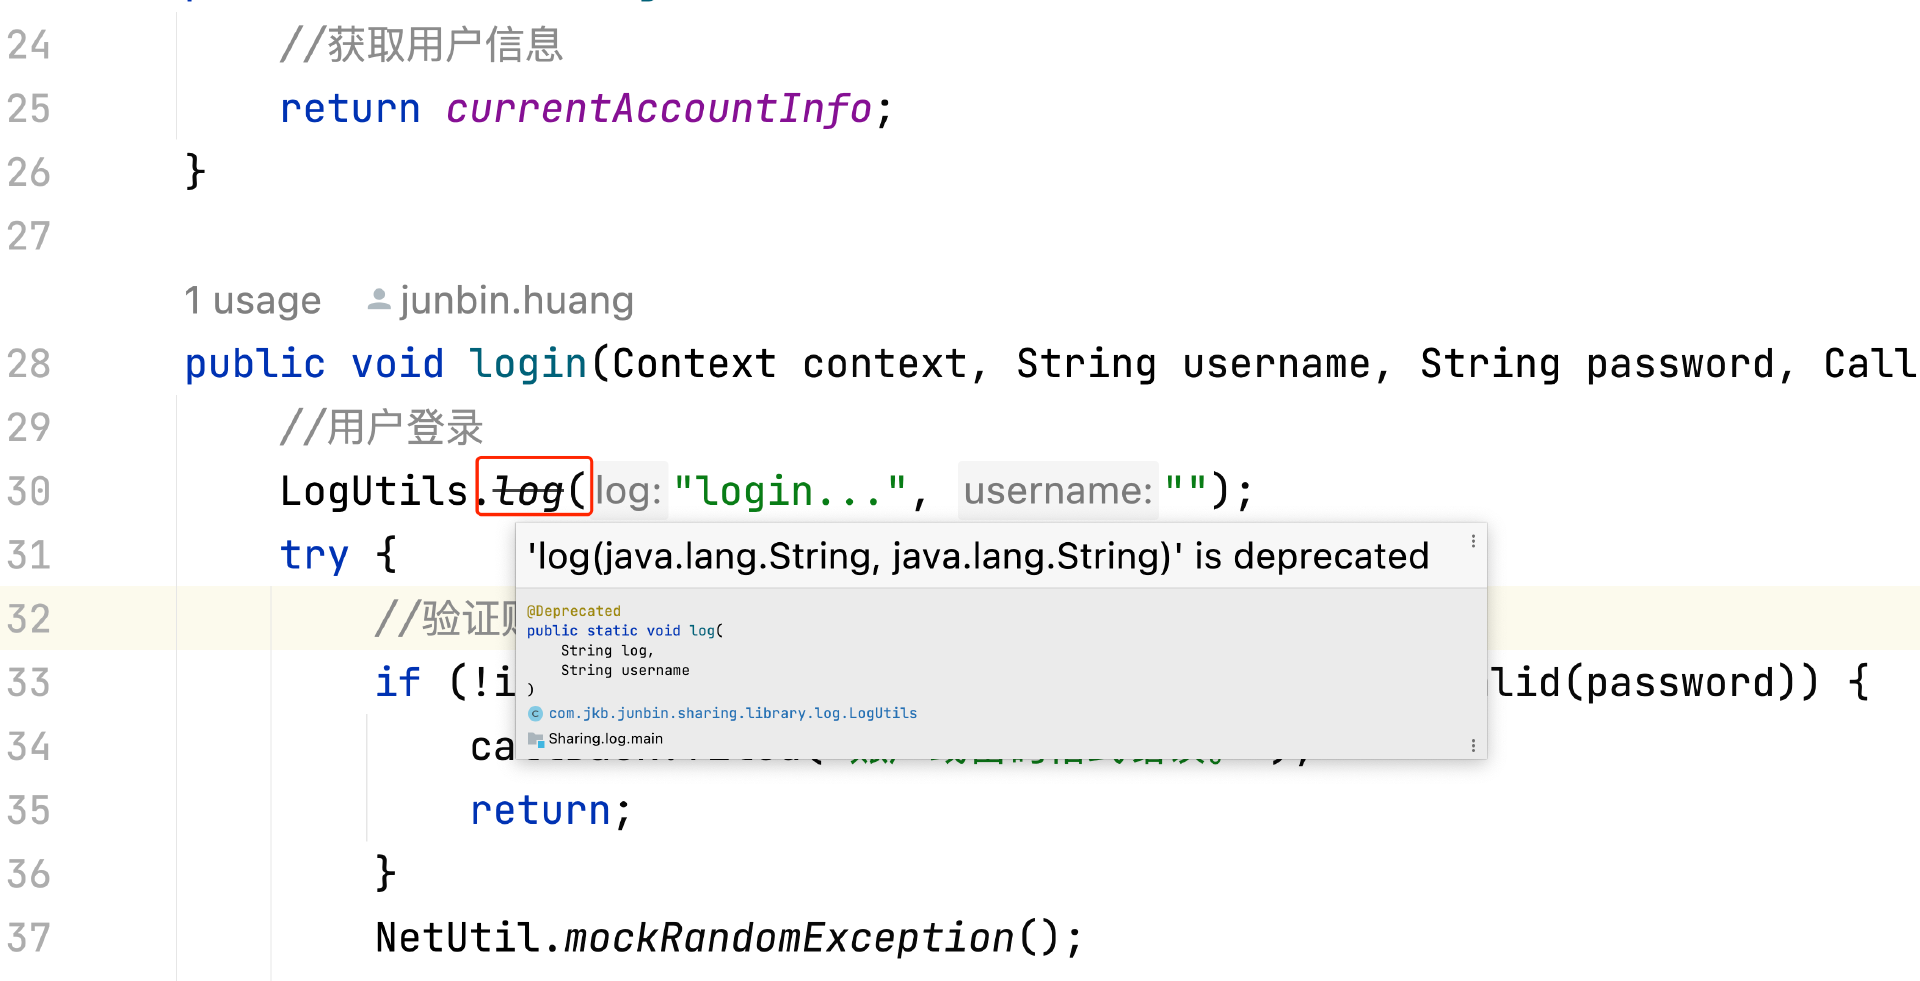 24 //获取用户信息
25 return currentAccountInfo;
26 }
27
1 usage junbin.huang
28 public void login(Context context, String username, String password, Call
29 //用户登录
30 LogUtils.log( log: "login...", username: "");
31 try {
'log(java.lang.String, java.lang.String)' is deprecated
@Deprecated
public static void log(
String log,
String username
)
com.jkb.junbin.sharing.library.log.LogUtils
Sharing.log.main
32 //验证
33 if (!i lid(password)) {
34 ca
35 return;
36 }
37 NetUtil.mockRandomException();